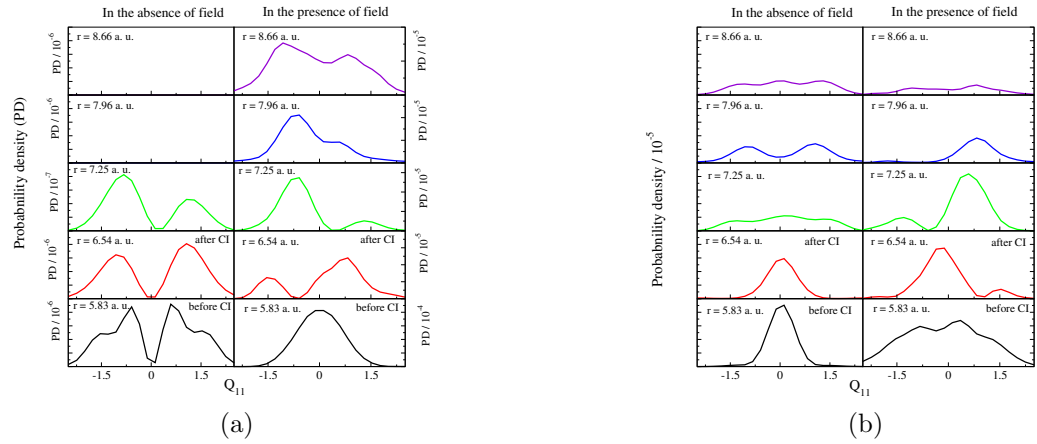 In the absence of field
In the presence of field
Probabability density (PD)
PD / 10^-6
r = 8.66 a. u.
r = 8.66 a. u.
PD / 10^-5
PD / 10^-6
r = 7.96 a. u.
r = 7.96 a. u.
PD / 10^-5
PD / 10^-7
r = 7.25 a. u.
r = 7.25 a. u.
PD / 10^-5
PD / 10^-6
r = 6.54 a. u.
after CI
r = 6.54 a. u.
after CI
PD / 10^-5
PD / 10^-6
r = 5.83 a. u.
before CI
r = 5.83 a. u.
before CI
PD / 10^-4
-1.5 0 1.5 -1.5 0 1.5
Q_11
(a)
In the absence of field
In the presence of field
Probabnility density / 10^-5
r = 8.66 a. u.
r = 8.66 a. u.
r = 7.96 a. u.
r = 7.96 a. u.
r = 7.25 a. u.
r = 7.25 a. u.
r = 6.54 a. u.
after CI
r = 6.54 a. u.
after CI
r = 5.83 a. u.
before CI
r = 5.83 a. u.
before CI
-1.5 0 1.5 -1.5 0 1.5
Q_11
(b)